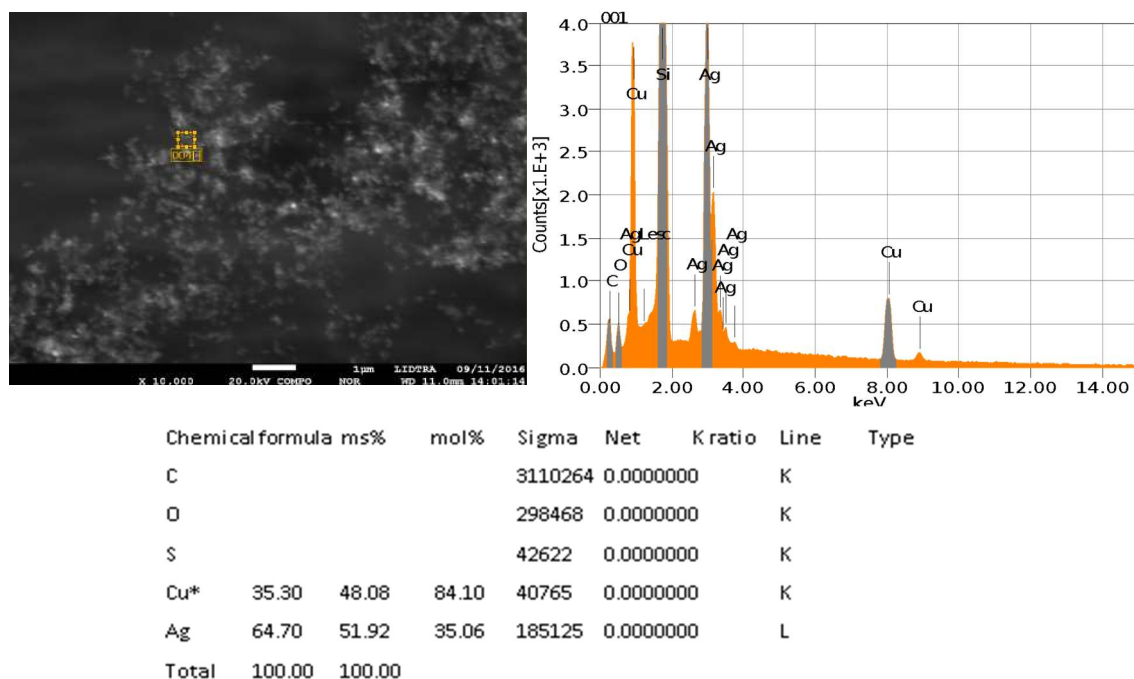 DCPTH
1µm LIDTRA 09/11/2016
X 10.000 20.0kV COMPO NOR WD 11.0mm 14:01:14
001
4.0
3.5
3.0
2.5
2.0
1.5
1.0
0.5
0.0
Counts[x1.E+3]
Cu
Si
Ag
Ag
AgLesc
Cu
O
C
Ag
Ag
Ag
Ag
Ag
Cu
Cu
0.00 2.00 4.00 6.00 8.00 10.00 12.00 14.00
keV
Chemical formula ms% mol% Sigma Net K ratio Line Type
C 3110264 0.0000000 K
O 298468 0.0000000 K
S 42622 0.0000000 K
Cu* 35.30 48.08 84.10 40765 0.0000000 K
Ag 64.70 51.92 35.06 185125 0.0000000 L
Total 100.00 100.00